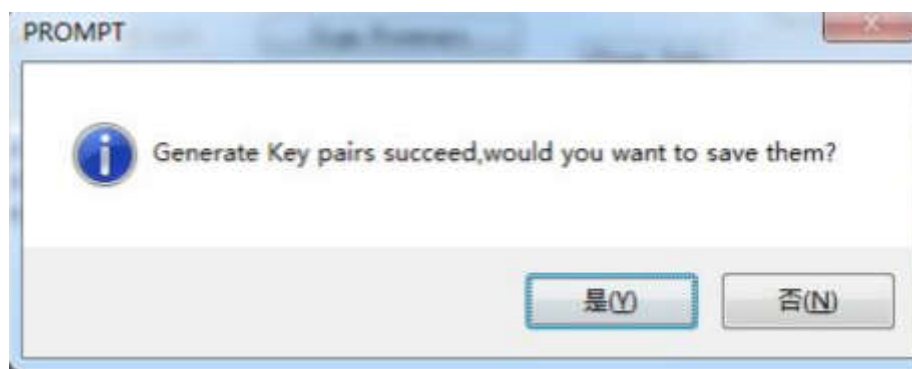 PROMPT
Generate Key pairs succeed,would you want to save them?
是(Y)
否(N)